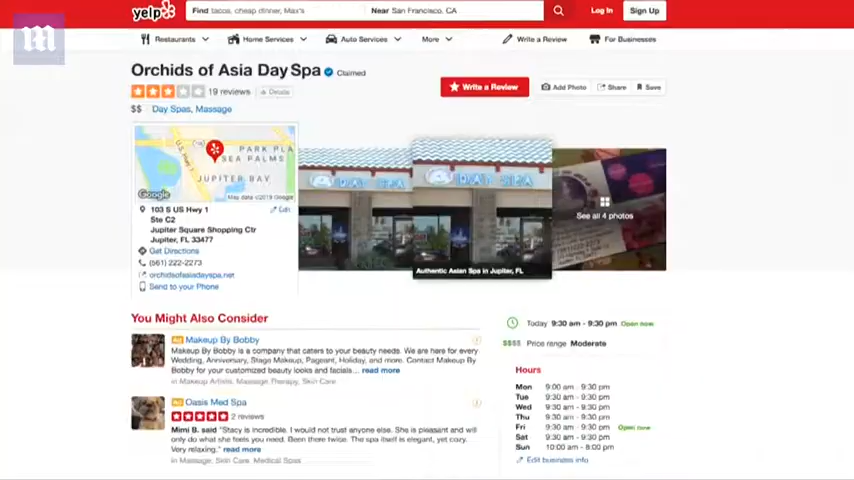 m
yelp
Find tacos, cheap dinner, Max's
Near San Francisco, CA
Log In
Sign Up
Restaurants
Home Services
Auto Services
More
Write a Review
For Businesses
Orchids of Asia Day Spa
Claimed
19 reviews
Details
$$ Day Spas, Massage
Write a Review
Add Photo
Share
Save
PARK PLA
SEA PALMS
U.S. Hwy 1
JUPITER BAY
Google
Map data ©2019 Google
103 S US Hwy 1
Ste C2
Jupiter Square Shopping Ctr
Jupiter, FL 33477
Edit
Get Directions
(561) 222-2273
orchidsofasiadayspa.net
Send to your Phone
DAY SPA
DAY SPA
Authentic Asian Spa in Jupiter, FL
See all 4 photos
You Might Also Consider
Ad Makeup By Bobby
Makeup By Bobby is a company that caters to your beauty needs. We are here for every
Wedding, Anniversary, Stage Makeup, Pageant, Holiday, and more. Contact Makeup By
Bobby for your customized beauty looks and facials... read more
in Makeup Artists, Massage Therapy, Skin Care
Ad Oasis Med Spa
2 reviews
Mimi B. said "Stacy is incredible. I would not trust anyone else. She is pleasant and will
only do what she feels you need. Been there twice. The spa itself is elegant, yet cozy.
Very relaxing." read more
in Massage, Skin Care, Medical Spas
Today 9:30 am - 9:30 pm Open now
$$$$ Price range Moderate
Hours
Mon 9:00 am - 9:30 pm
Tue 9:30 am - 9:30 pm
Wed 9:30 am - 9:30 pm
Thu 9:30 am - 9:30 pm
Fri 9:30 am - 9:30 pm Open now
Sat 9:30 am - 9:30 pm
Sun 10:00 am - 8:00 pm
Edit business info